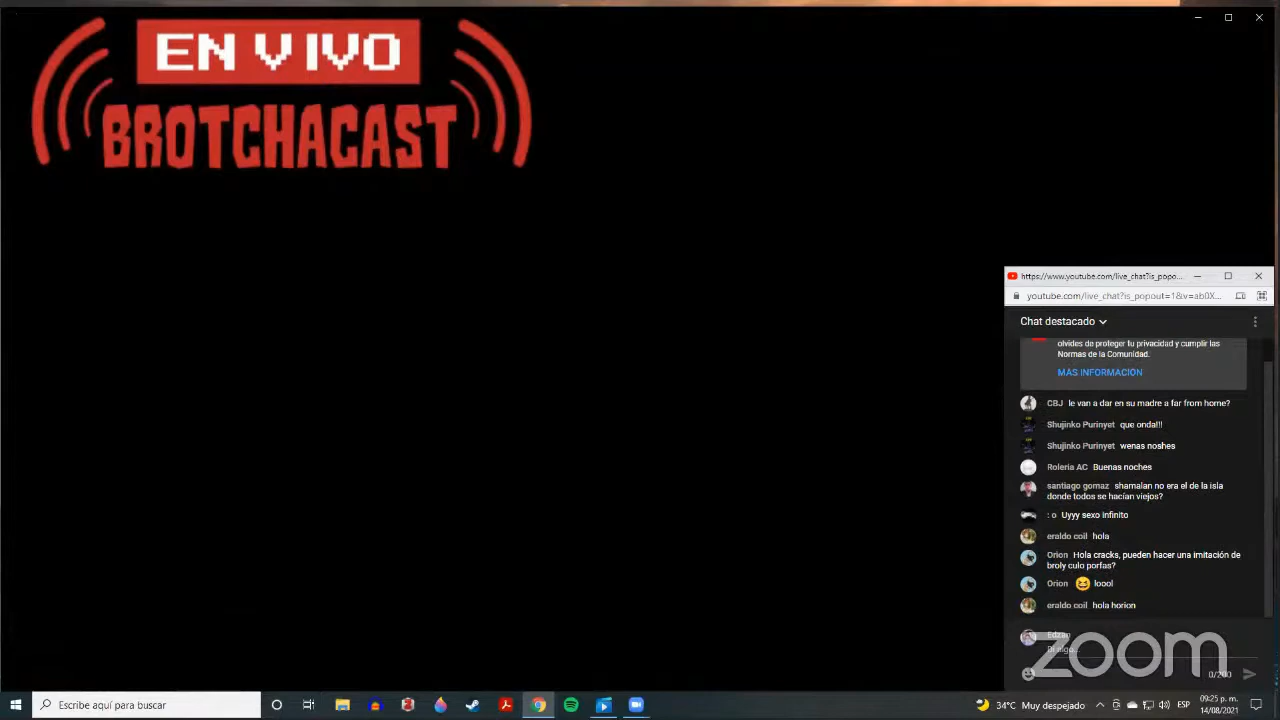 EN VIVO
BROTCHACAST
https://www.youtube.com/live_chat?is_popo...
youtube.com/live_chat?is_popout=1&v=ab0X...
Chat destacado
olvides de proteger tu privacidad y cumplir las
Normas de la Comunidad.
MÁS INFORMACIÓN
CBJ le van a dar en su madre a far from home?
Shujinko Purinyet que onda!!!
Shujinko Purinyet wenas noshes
Roleria AC Buenas noches
santiago gomaz shamalan no era el de la isla
donde todos se hacían viejos?
: o Uyyy sexo infinito
eraldo coil hola
Orion Hola cracks, pueden hacer una imitación de
broly culo porfas?
Orion 😆 loool
eraldo coil hola horion
Edzan
Di algo...
zoom
0/200
Escribe aquí para buscar
34°C Muy despejado
ESP
09:25 p. m.
14/08/2021